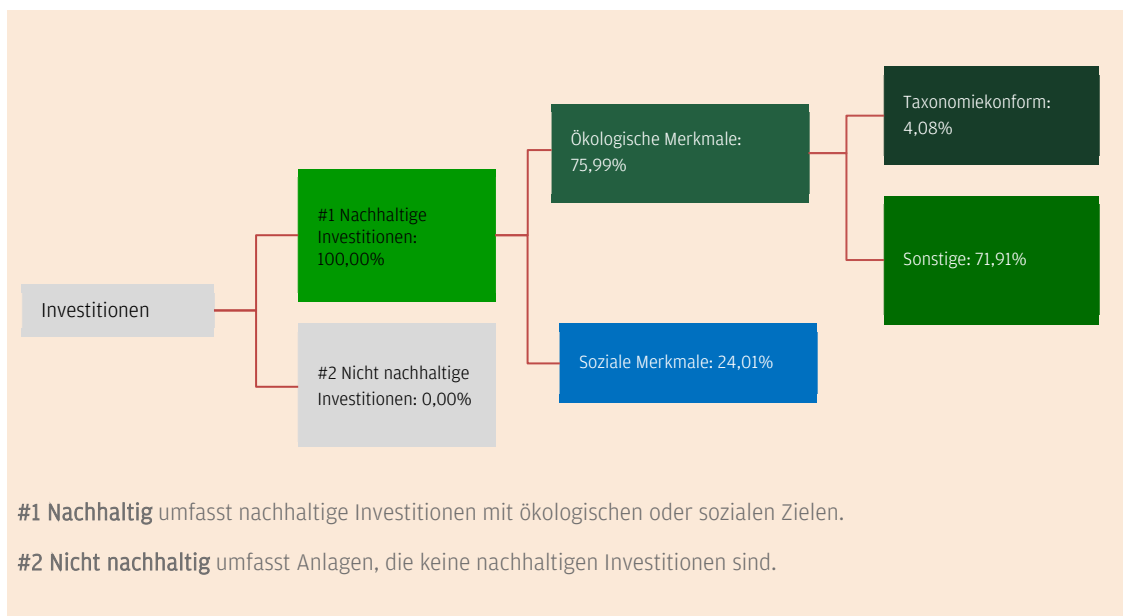 Investitionen
#1 Nachhaltige
Investitionen:
100,00%
#2 Nicht nachhaltige
Investitionen: 0,00%
Ökologische Merkmale:
75,99%
Soziale Merkmale: 24,01%
Taxonomiekonform:
4,08%
Sonstige: 71,91%
#1 Nachhaltig umfasst nachhaltige Investitionen mit ökologischen oder sozialen Zielen.
#2 Nicht nachhaltig umfasst Anlagen, die keine nachhaltigen Investitionen sind.